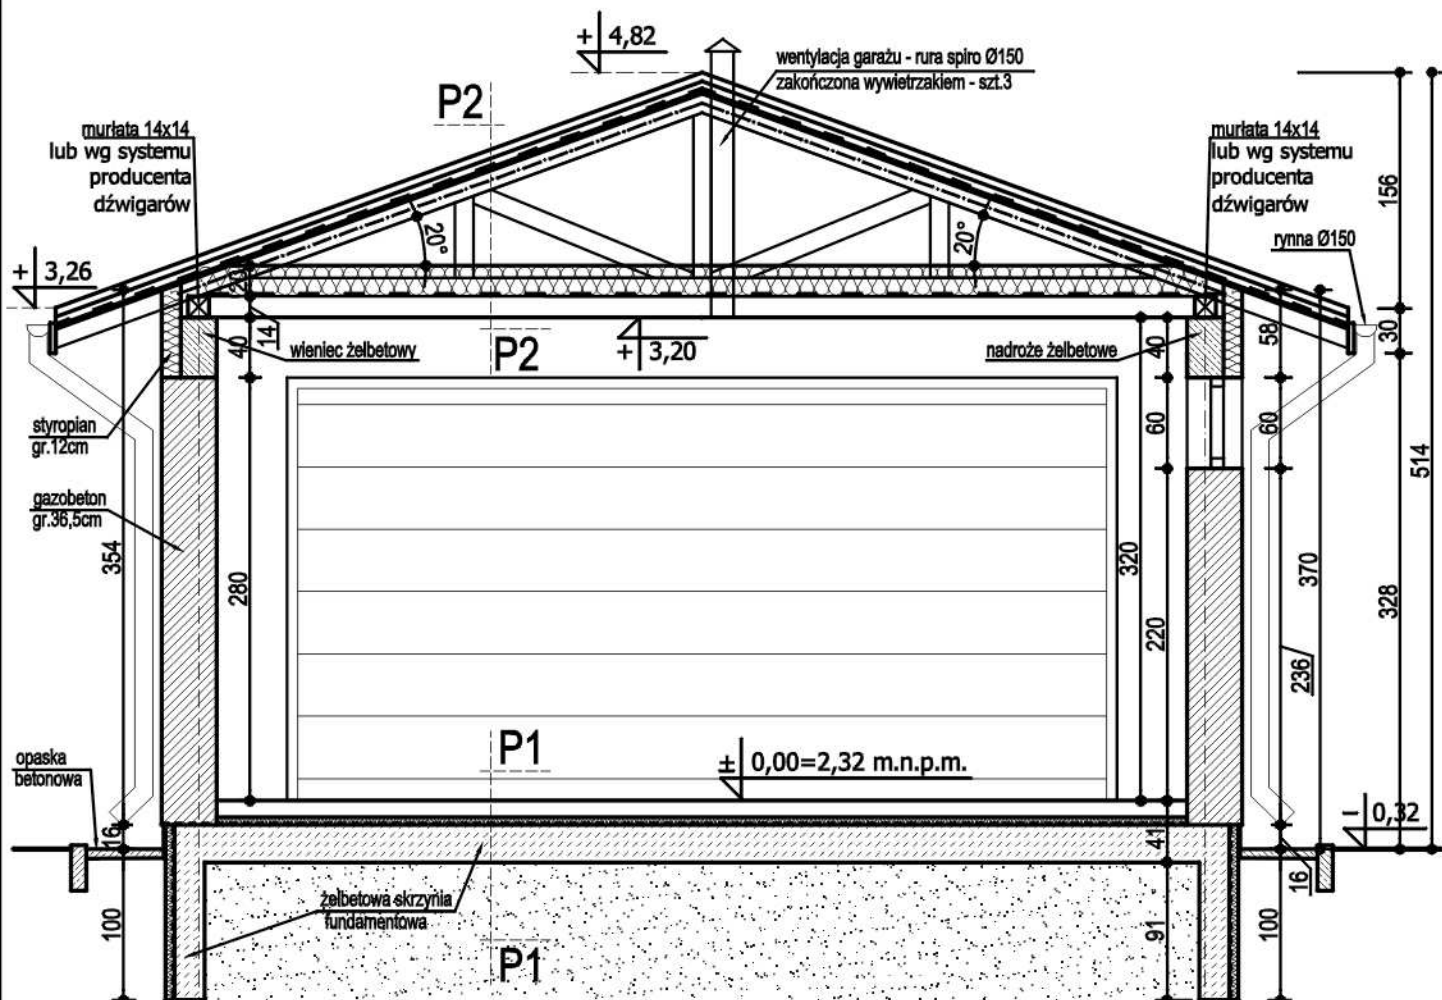 + 4,82
wentylacja garażu - rura spiro Ø150
zakończona wywietrzakiem - szt.3
P2
murłata 14x14
lub wg systemu
producenta
dźwigarów
murłata 14x14
lub wg systemu
producenta
dźwigarów
rynna Ø150
156
20°
20°
+ 3,26
30
40
14
wieniec żelbetowy
P2
+ 3,20
nadroże żelbetowe
40
58
styropian
gr.12cm
60
60
514
gazobeton
gr.36,5cm
354
280
320
370
328
220
236
opaska
betonowa
P1
± 0,00=2,32 m.n.p.m.
- 0,32
16
41
16
żelbetowa skrzynia
fundamentowa
100
91
100
P1